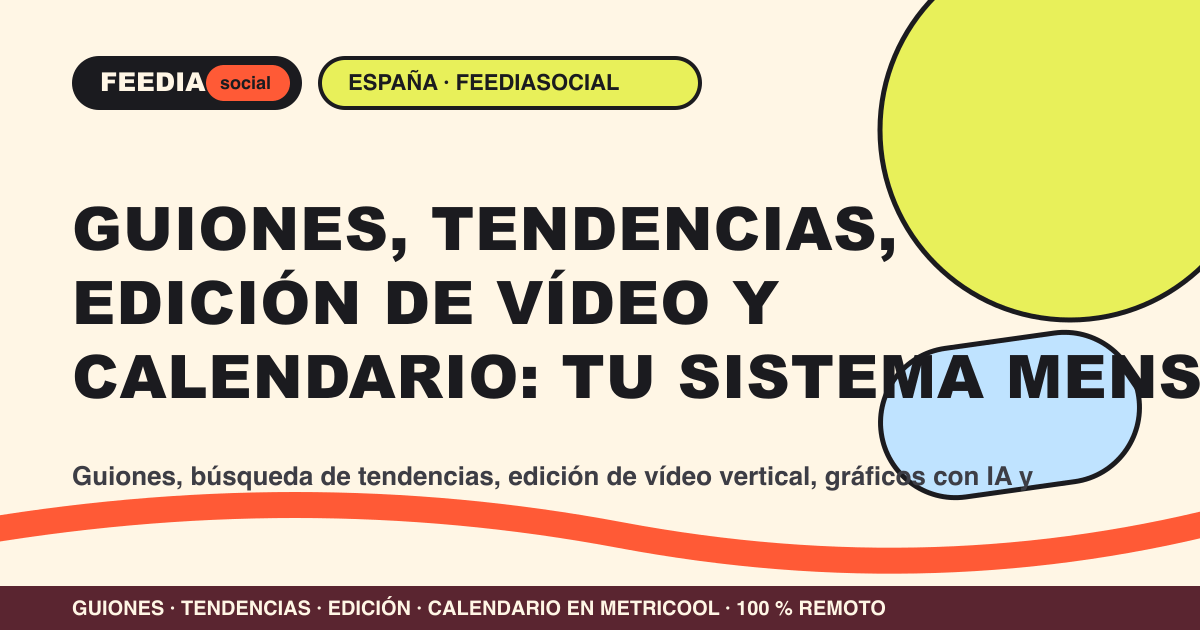 FEEDIA social
ESPAÑA · FEEDIASOCIAL
GUIONES, TENDENCIAS,
EDICIÓN DE VÍDEO Y
CALENDARIO: TU SISTEMA MENS
Guiones, búsqueda de tendencias, edición de vídeo vertical, gráficos con IA y
GUIONES · TENDENCIAS · EDICIÓN · CALENDARIO EN METRICOOL · 100 % REMOTO